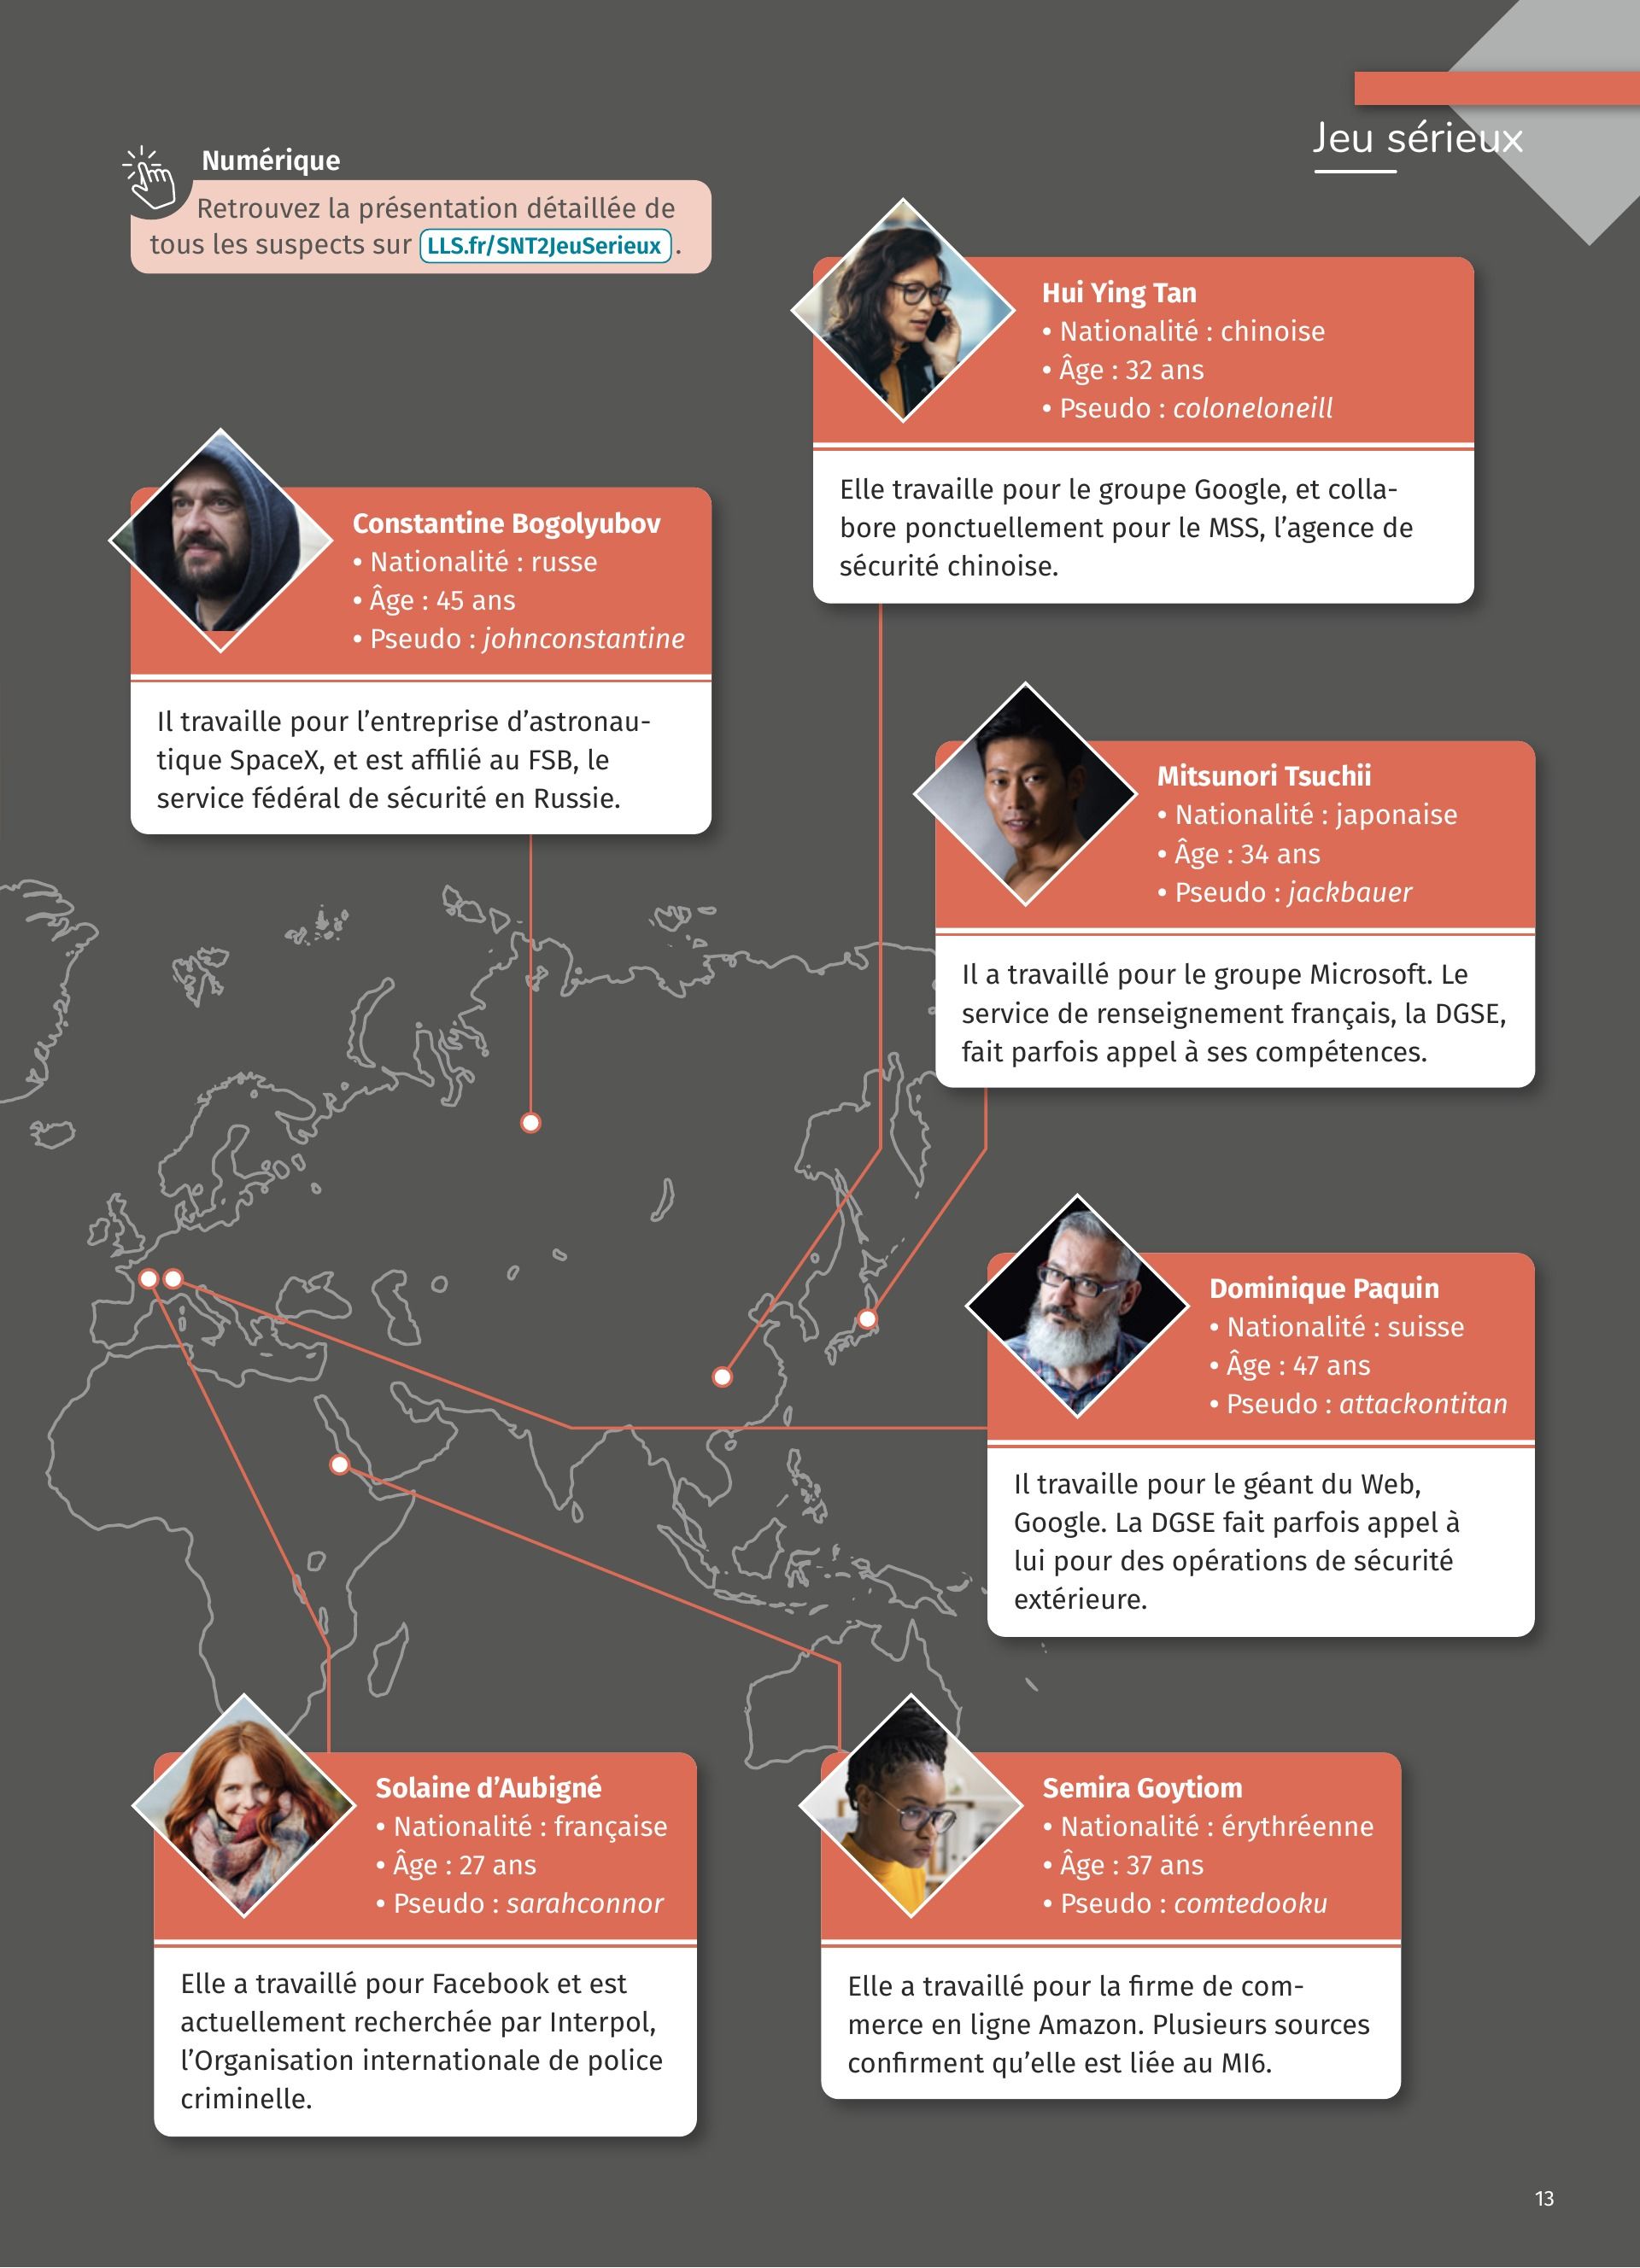 Jeu sérieux
Numérique
Retrouvez la présentation détaillée de
tous les suspects sur LLS.fr/SNT2JeuSerieux .
Hui Ying Tan
• Nationalité : chinoise
• Âge : 32 ans
• Pseudo : coloneloneill
Elle travaille pour le groupe Google, et colla-
bore ponctuellement pour le MSS, l’agence de
sécurité chinoise.
Constantine Bogolyubov
• Nationalité : russe
• Âge : 45 ans
• Pseudo : johnconstantine
Il travaille pour l’entreprise d’astronau-
tique SpaceX, et est affilié au FSB, le
service fédéral de sécurité en Russie.
Mitsunori Tsuchii
• Nationalité : japonaise
• Âge : 34 ans
• Pseudo : jackbauer
Il a travaillé pour le groupe Microsoft. Le
service de renseignement français, la DGSE,
fait parfois appel à ses compétences.
Dominique Paquin
• Nationalité : suisse
• Âge : 47 ans
• Pseudo : attackontitan
Il travaille pour le géant du Web,
Google. La DGSE fait parfois appel à
lui pour des opérations de sécurité
extérieure.
Solaine d’Aubigné
• Nationalité : française
• Âge : 27 ans
• Pseudo : sarahconnor
Elle a travaillé pour Facebook et est
actuellement recherchée par Interpol,
l’Organisation internationale de police
criminelle.
Semira Goytiom
• Nationalité : érythréenne
• Âge : 37 ans
• Pseudo : comtedooku
Elle a travaillé pour la firme de com-
merce en ligne Amazon. Plusieurs sources
confirment qu’elle est liée au MI6.
13